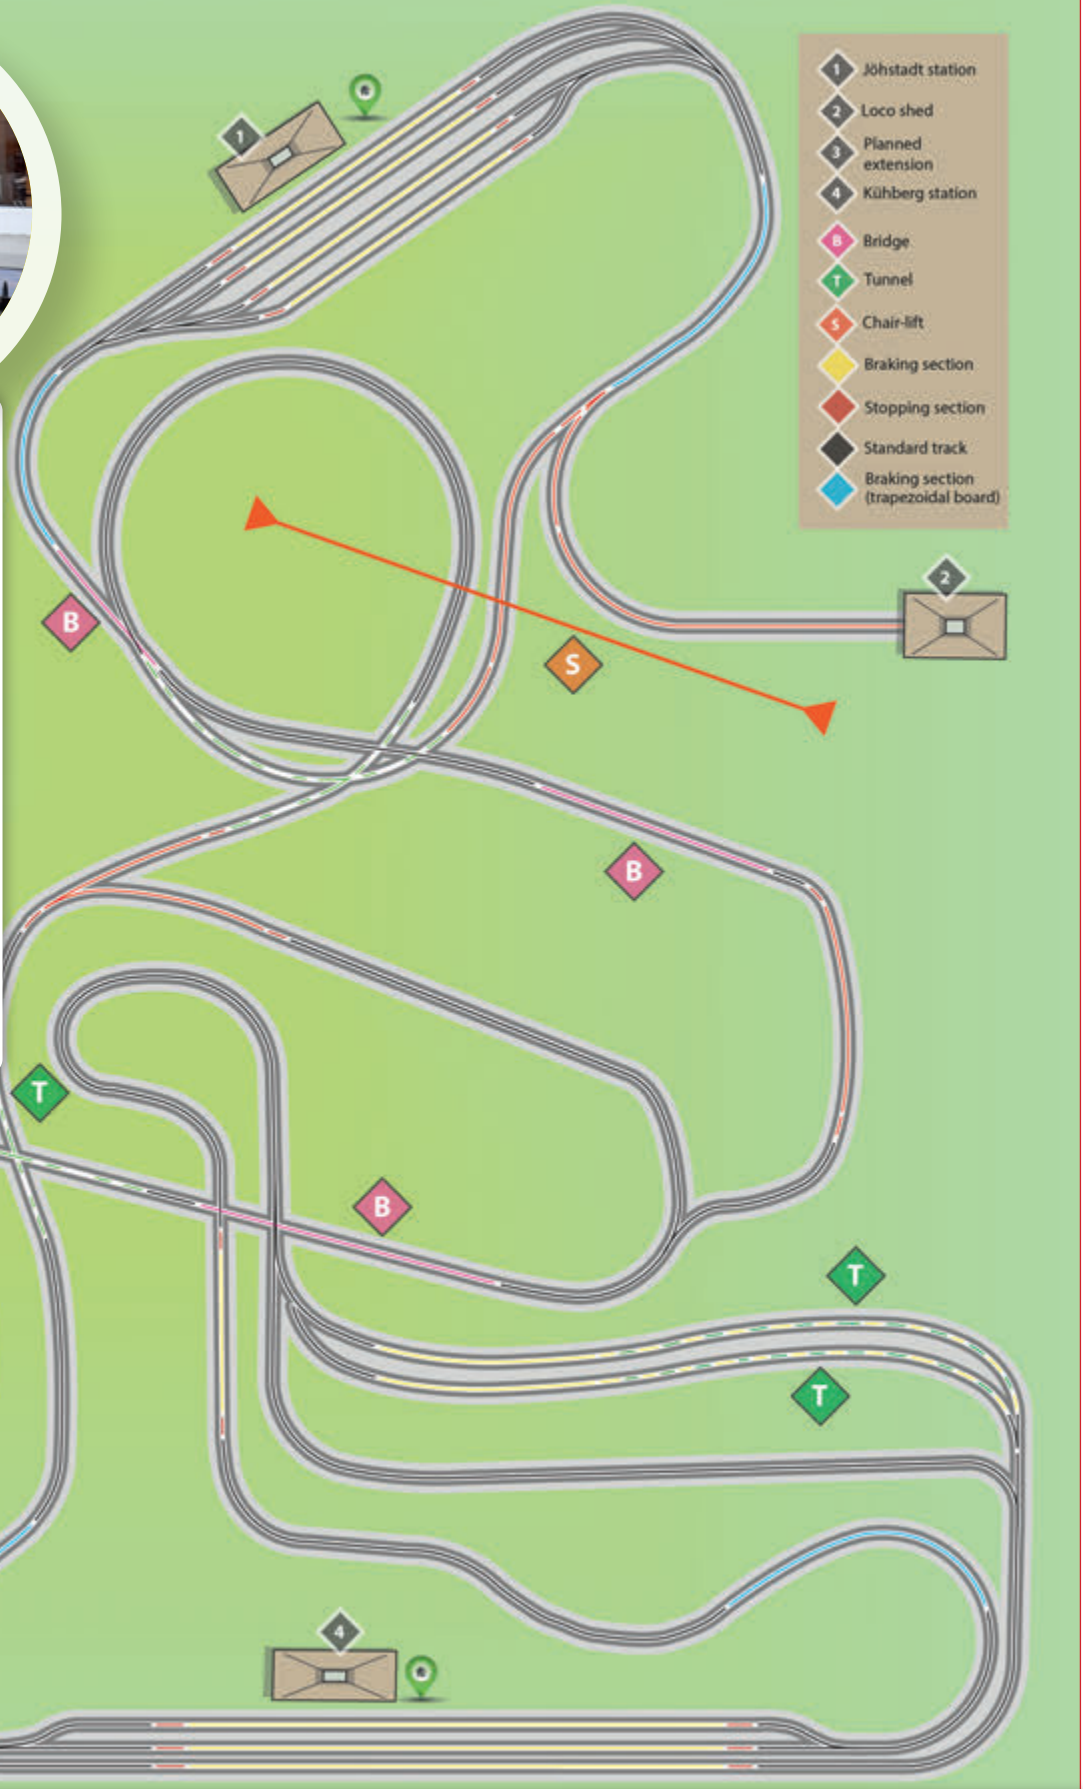 1
1 Jöhstadt station
2 Loco shed
3 Planned
extension
4 Kühberg station
B Bridge
T Tunnel
S Chair-lift
Braking section
Stopping section
Standard track
Braking section
(trapezoidal board)
2
B
S
B
T
B
T
T
4